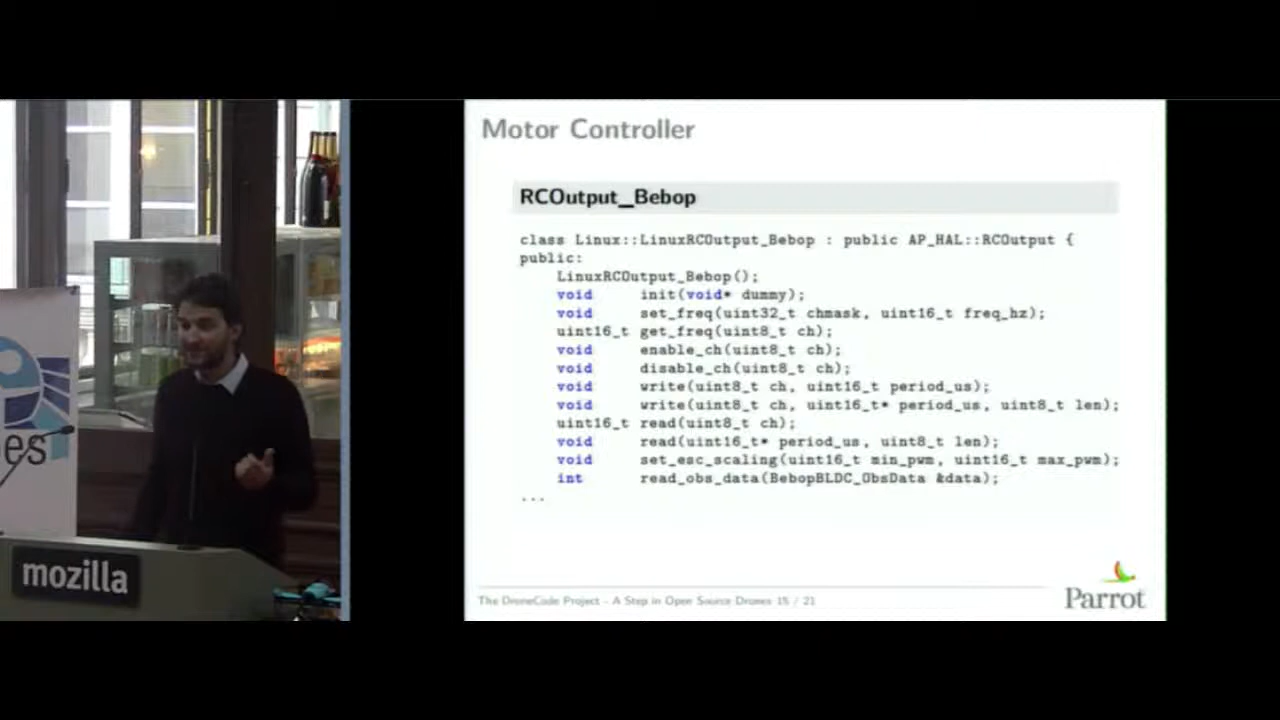 Motor Controller
RCOutput_Bebop
class Linux::LinuxRCOutput_Bebop : public AP_HAL::RCOutput {
public:
LinuxRCOutput_Bebop();
void init(void* dummy);
void set_freq(uint32_t chmask, uint16_t freq_hz);
uint16_t get_freq(uint8_t ch);
void enable_ch(uint8_t ch);
void disable_ch(uint8_t ch);
void write(uint8_t ch, uint16_t period_us);
void write(uint8_t ch, uint16_t* period_us, uint8_t len);
uint16_t read(uint8_t ch);
void read(uint16_t* period_us, uint8_t len);
void set_esc_scaling(uint16_t min_pwm, uint16_t max_pwm);
int read_obs_data(BebopBLDC_ObsData &data);
...
The DroneCode Project - A Step in Open Source Drones 15 / 21
Parrot
mozilla